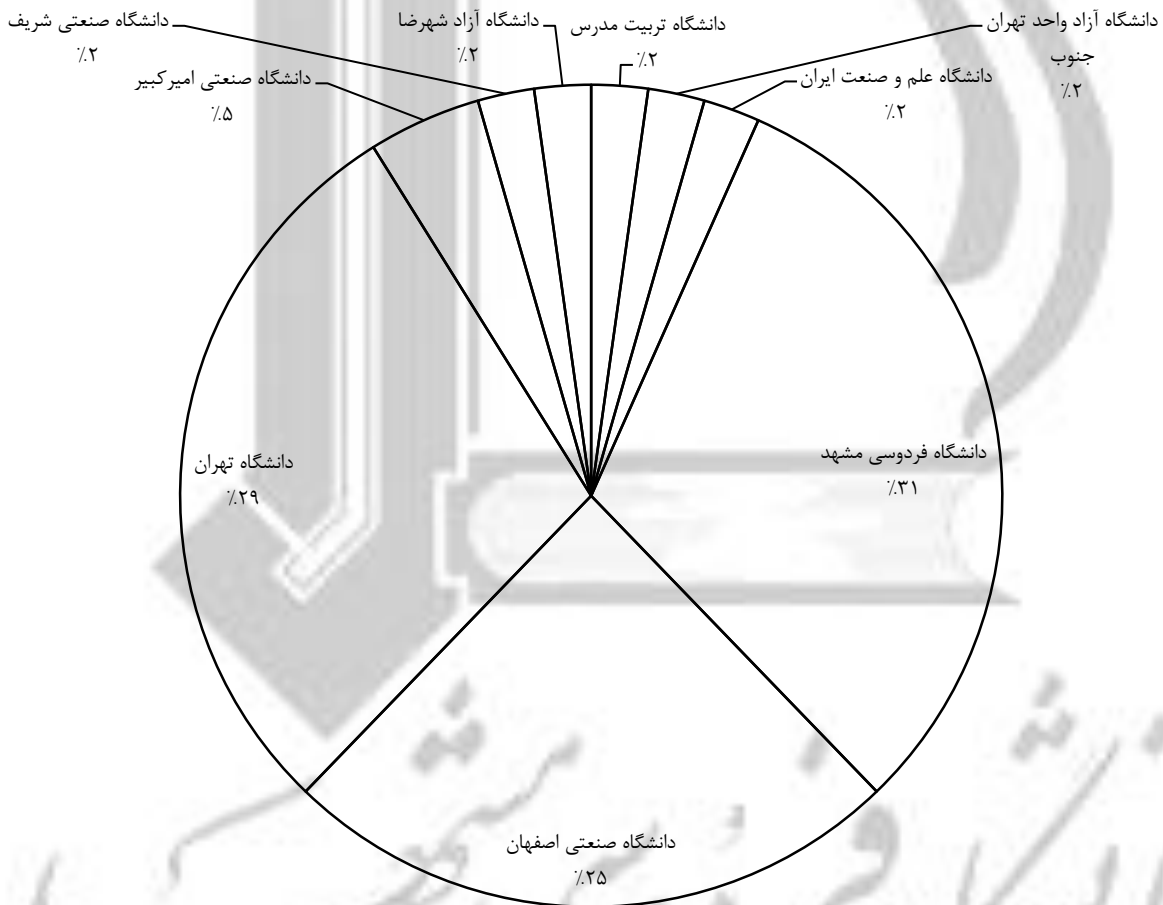 دانشگاه آزاد واحد تهران
جنوب
٪۲
دانشگاه علم و صنعت ایران
٪۲
دانشگاه تربیت مدرس
٪۲
دانشگاه آزاد شهرضا
٪۲
دانشگاه صنعتی شریف
٪۲
دانشگاه صنعتی امیرکبیر
٪۵
دانشگاه فردوسی مشهد
٪۳۱
دانشگاه تهران
٪۲۹
دانشگاه صنعتی اصفهان
٪۲۵